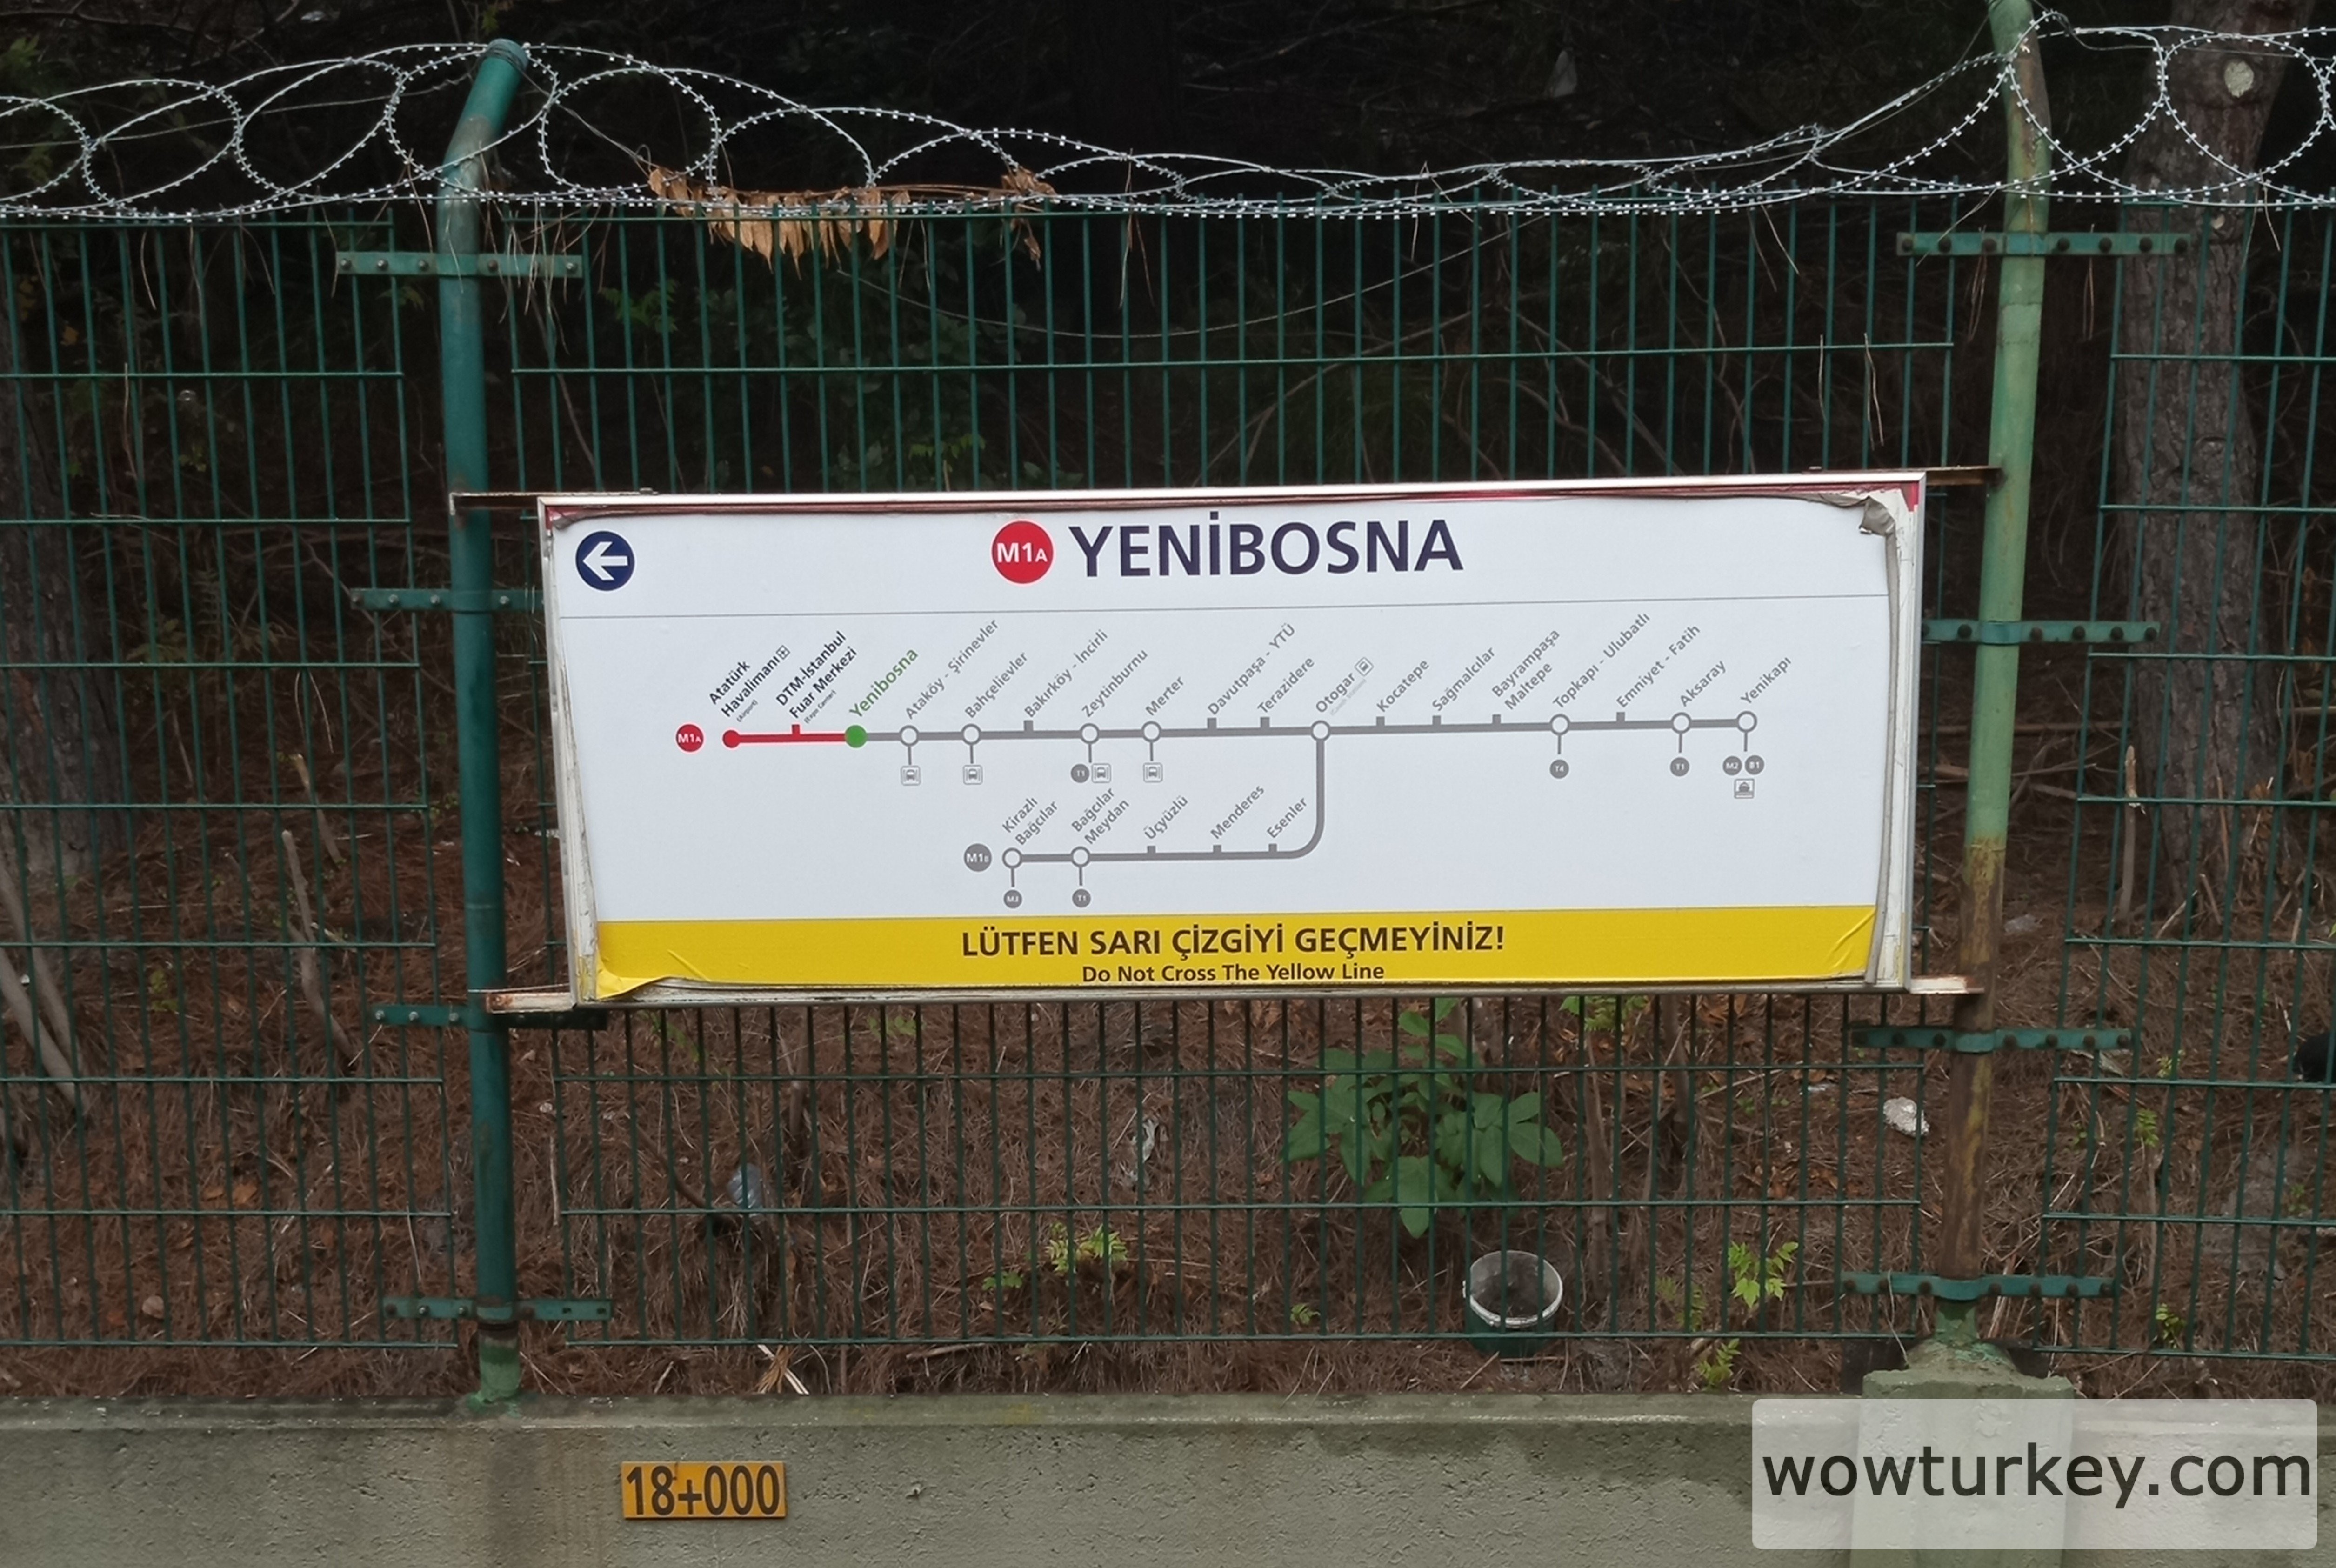 M1A YENİBOSNA
Atatürk
Havalimanı
(Airport)
DTM-İstanbul
Fuar Merkezi
(Expo Center)
Yenibosna
Ataköy - Şirinevler
Bahçelievler
Bakırköy - İncirli
Zeytinburnu
Merter
Davutpaşa - YTÜ
Terazidere
Otogar
Kocatepe
Sağmalcılar
Bayrampaşa
Maltepe
Topkapı - Ulubatlı
Emniyet - Fatih
Aksaray
Yenikapı
M1A
T1
T4
T1
M2
B1
Kirazlı
Bağcılar
Bağcılar
Meydan
Üçyüzlü
Menderes
Esenler
M1B
M3
T1
LÜTFEN SARI ÇİZGİYİ GEÇMEYİNİZ!
Do Not Cross The Yellow Line
18+000
wowturkey.com